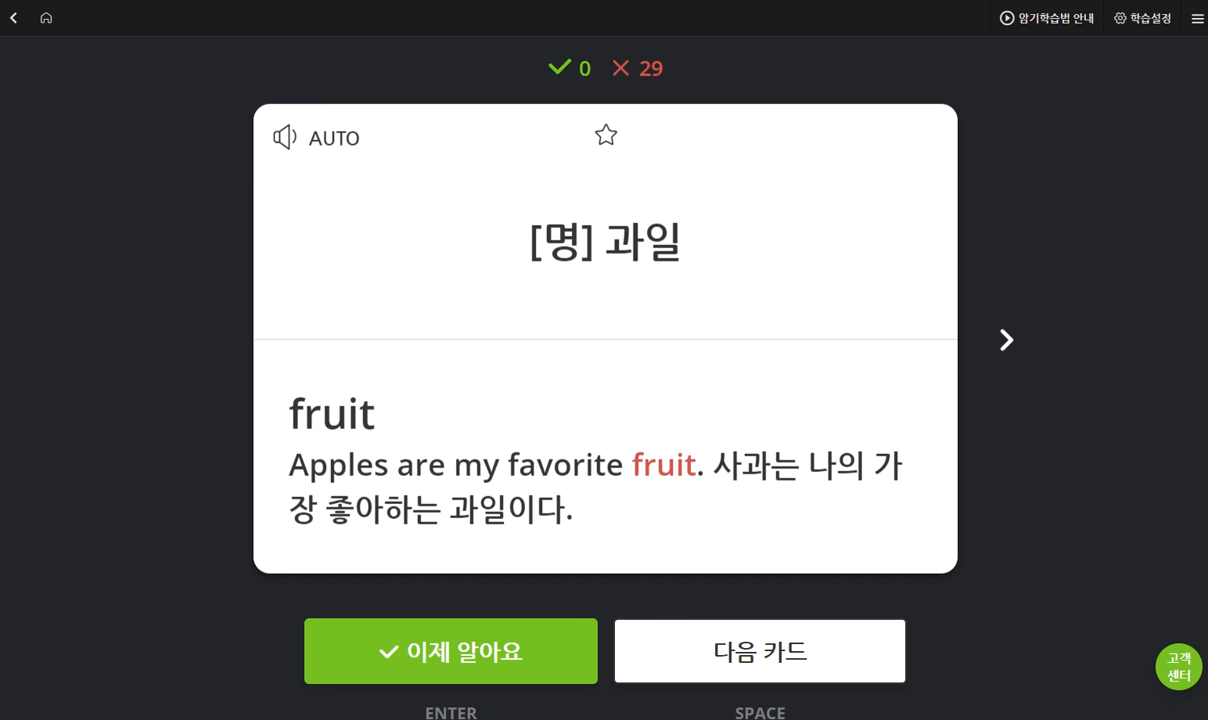 암기학습법 안내 학습설정
0 29
AUTO
[명] 과일
fruit
Apples are my favorite fruit. 사과는 나의 가
장 좋아하는 과일이다.
이제 알아요 다음 카드
ENTER SPACE
고객
센터